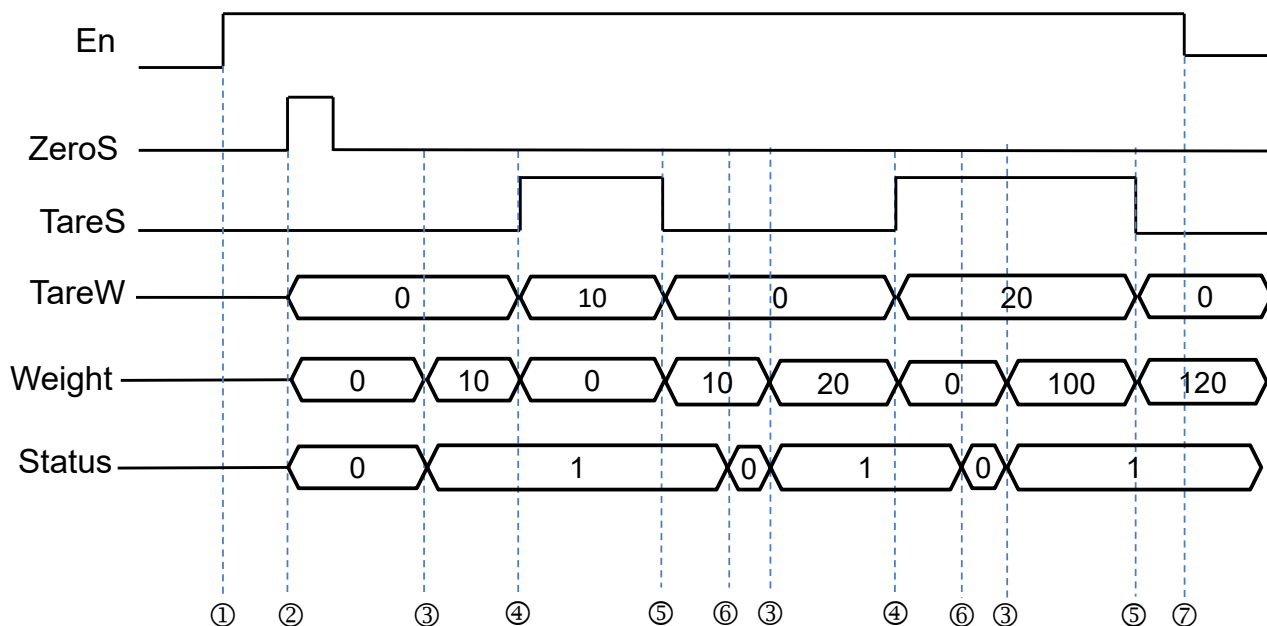 En
ZeroS
TareS
TareW 0 10 0 20 0
Weight 0 10 0 10 20 0 100 120
Status 0 1 0 1 0 1
① ② ③ ④ ⑤ ⑥ ③ ④ ⑥ ③ ⑤ ⑦